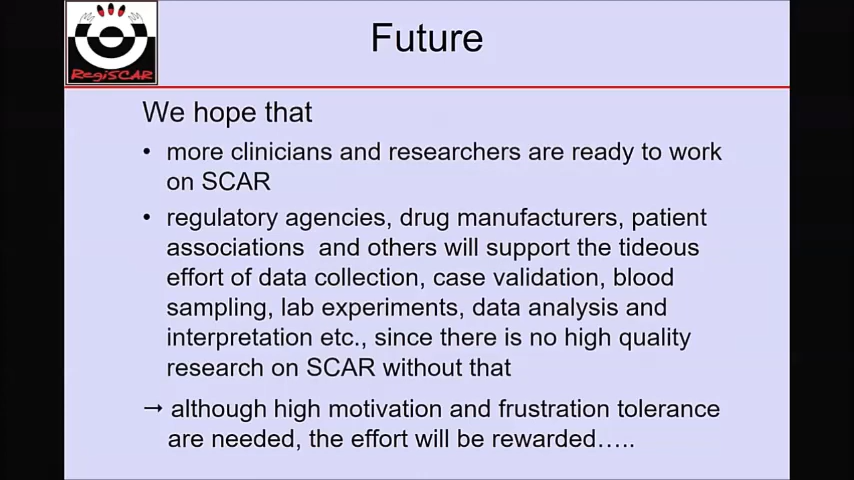 RegiSCAR
Future
We hope that
• more clinicians and researchers are ready to work
on SCAR
• regulatory agencies, drug manufacturers, patient
associations and others will support the tideous
effort of data collection, case validation, blood
sampling, lab experiments, data analysis and
interpretation etc., since there is no high quality
research on SCAR without that
→ although high motivation and frustration tolerance
are needed, the effort will be rewarded…..